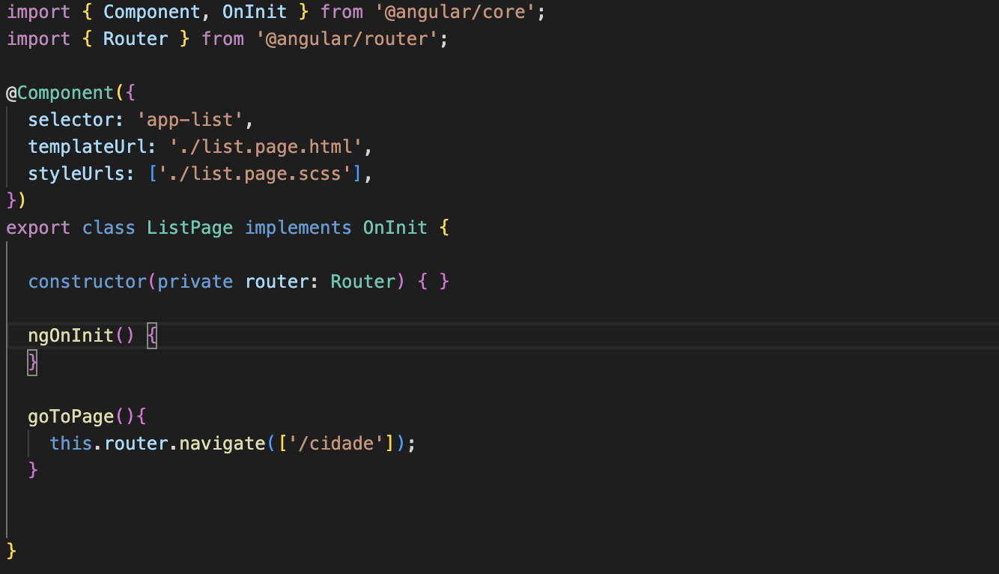 import { Component, OnInit } from '@angular/core';
import { Router } from '@angular/router';
@Component({
  selector: 'app-list',
  templateUrl: './list.page.html',
  styleUrls: ['./list.page.scss'],
})
export class ListPage implements OnInit {
  constructor(private router: Router) { }
  ngOnInit() {
  }
  goToPage(){
    this.router.navigate(['/cidade']);
  }
}